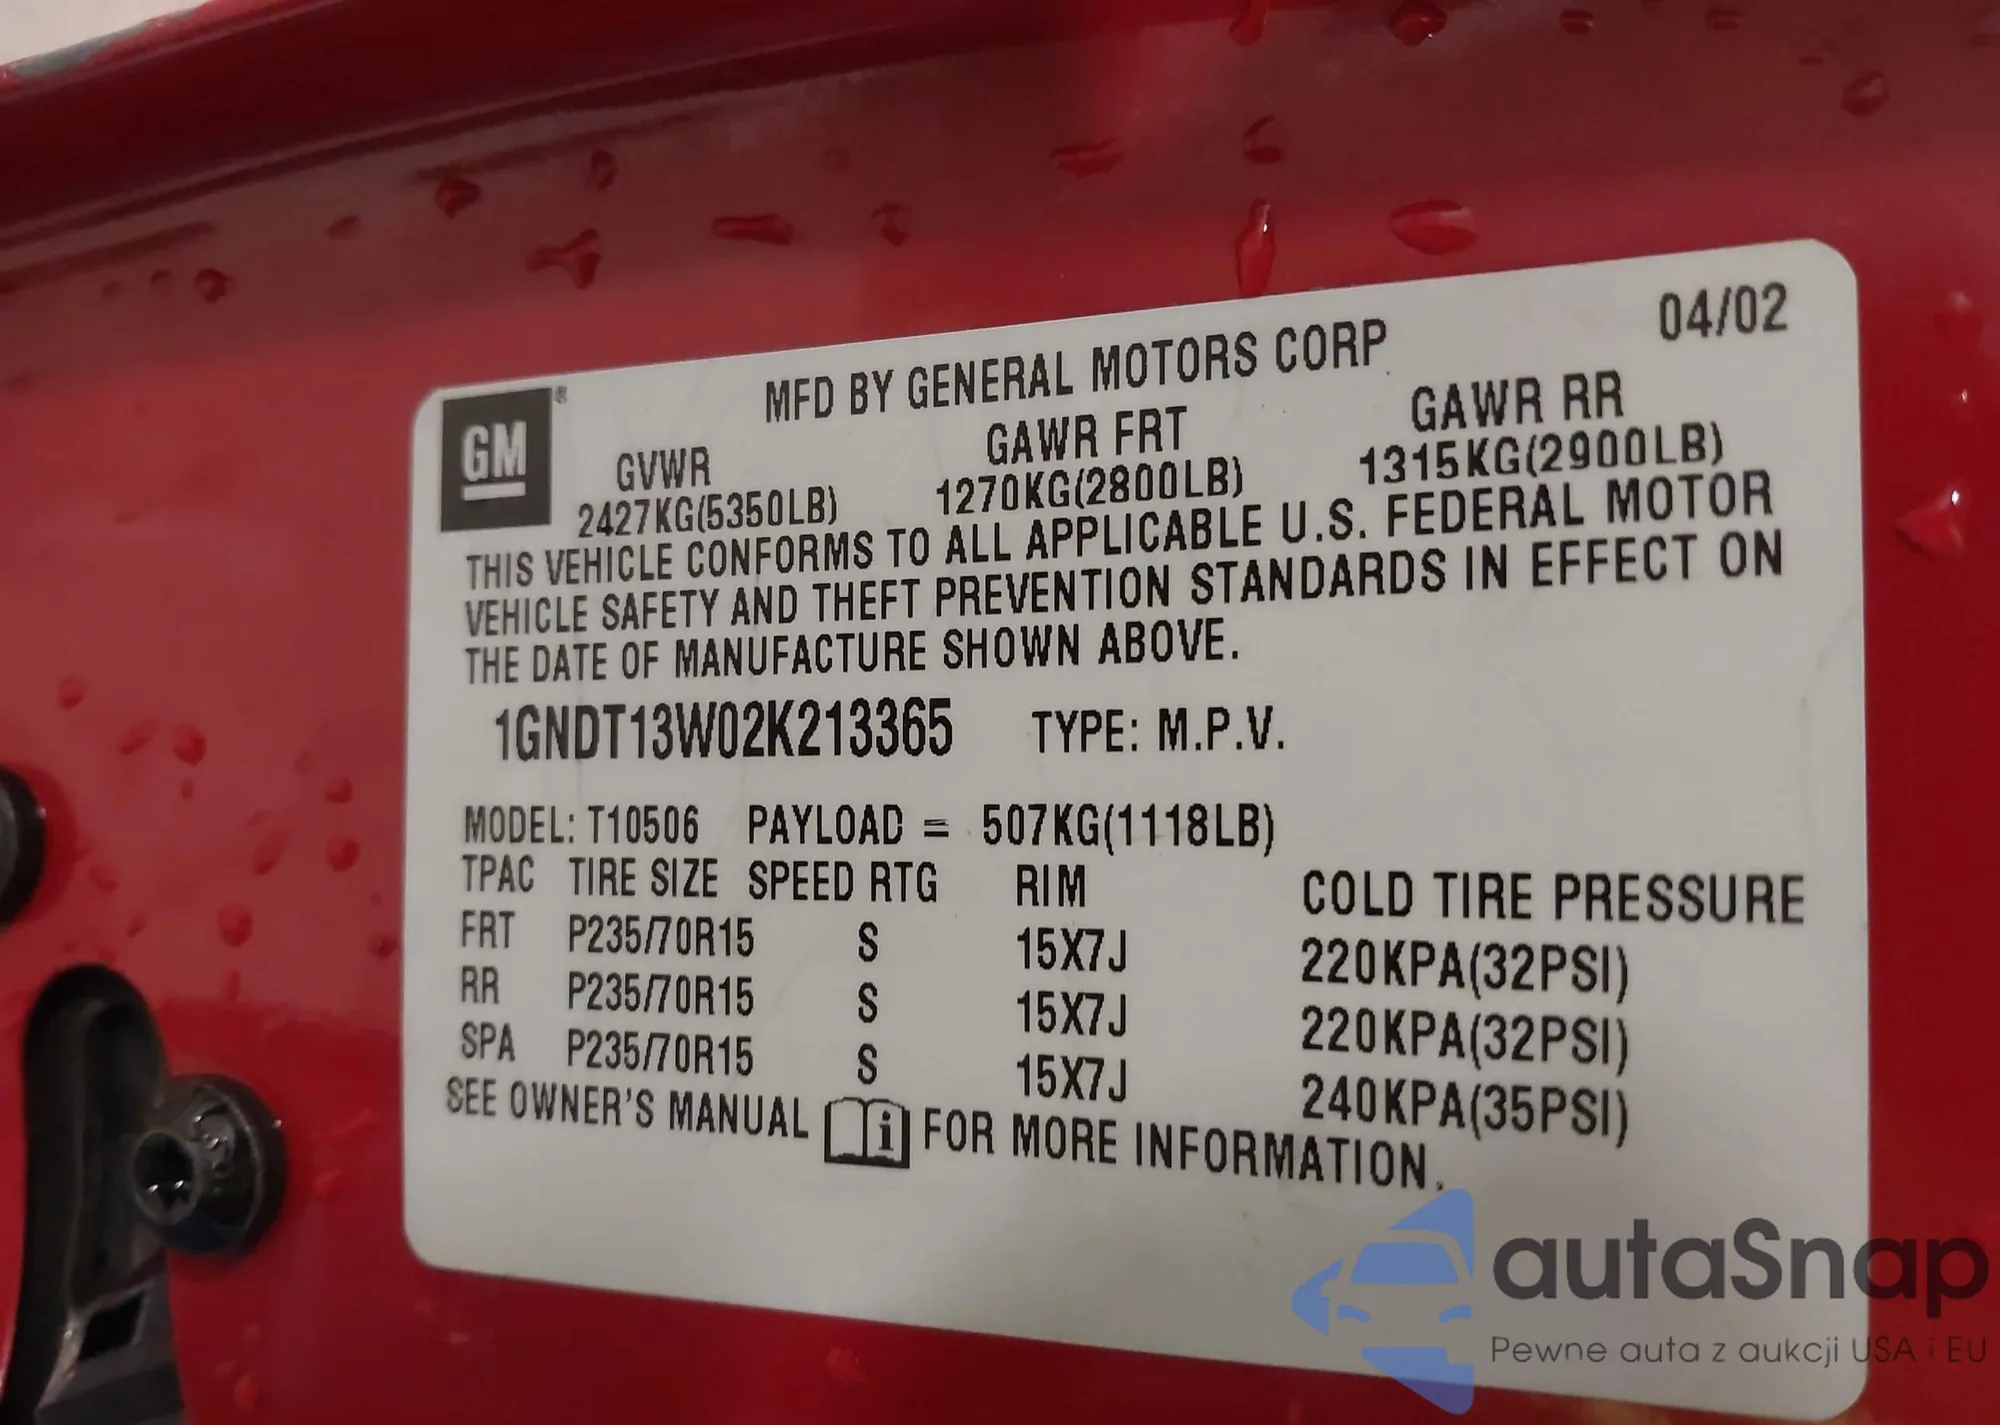 04/02
MFD BY GENERAL MOTORS CORP
GM®
GVWR GAWR FRT GAWR RR
2427KG(5350LB) 1270KG(2800LB) 1315KG(2900LB)
THIS VEHICLE CONFORMS TO ALL APPLICABLE U.S. FEDERAL MOTOR
VEHICLE SAFETY AND THEFT PREVENTION STANDARDS IN EFFECT ON
THE DATE OF MANUFACTURE SHOWN ABOVE.
1GNDT13W02K213365 TYPE: M.P.V.
MODEL: T10506 PAYLOAD = 507KG(1118LB)
TPAC TIRE SIZE SPEED RTG RIM COLD TIRE PRESSURE
FRT P235/70R15 S 15X7J 220KPA(32PSI)
RR P235/70R15 S 15X7J 220KPA(32PSI)
SPA P235/70R15 S 15X7J 240KPA(35PSI)
SEE OWNER'S MANUAL i FOR MORE INFORMATION.
autaSnap
Pewne auta z aukcji USA i EU